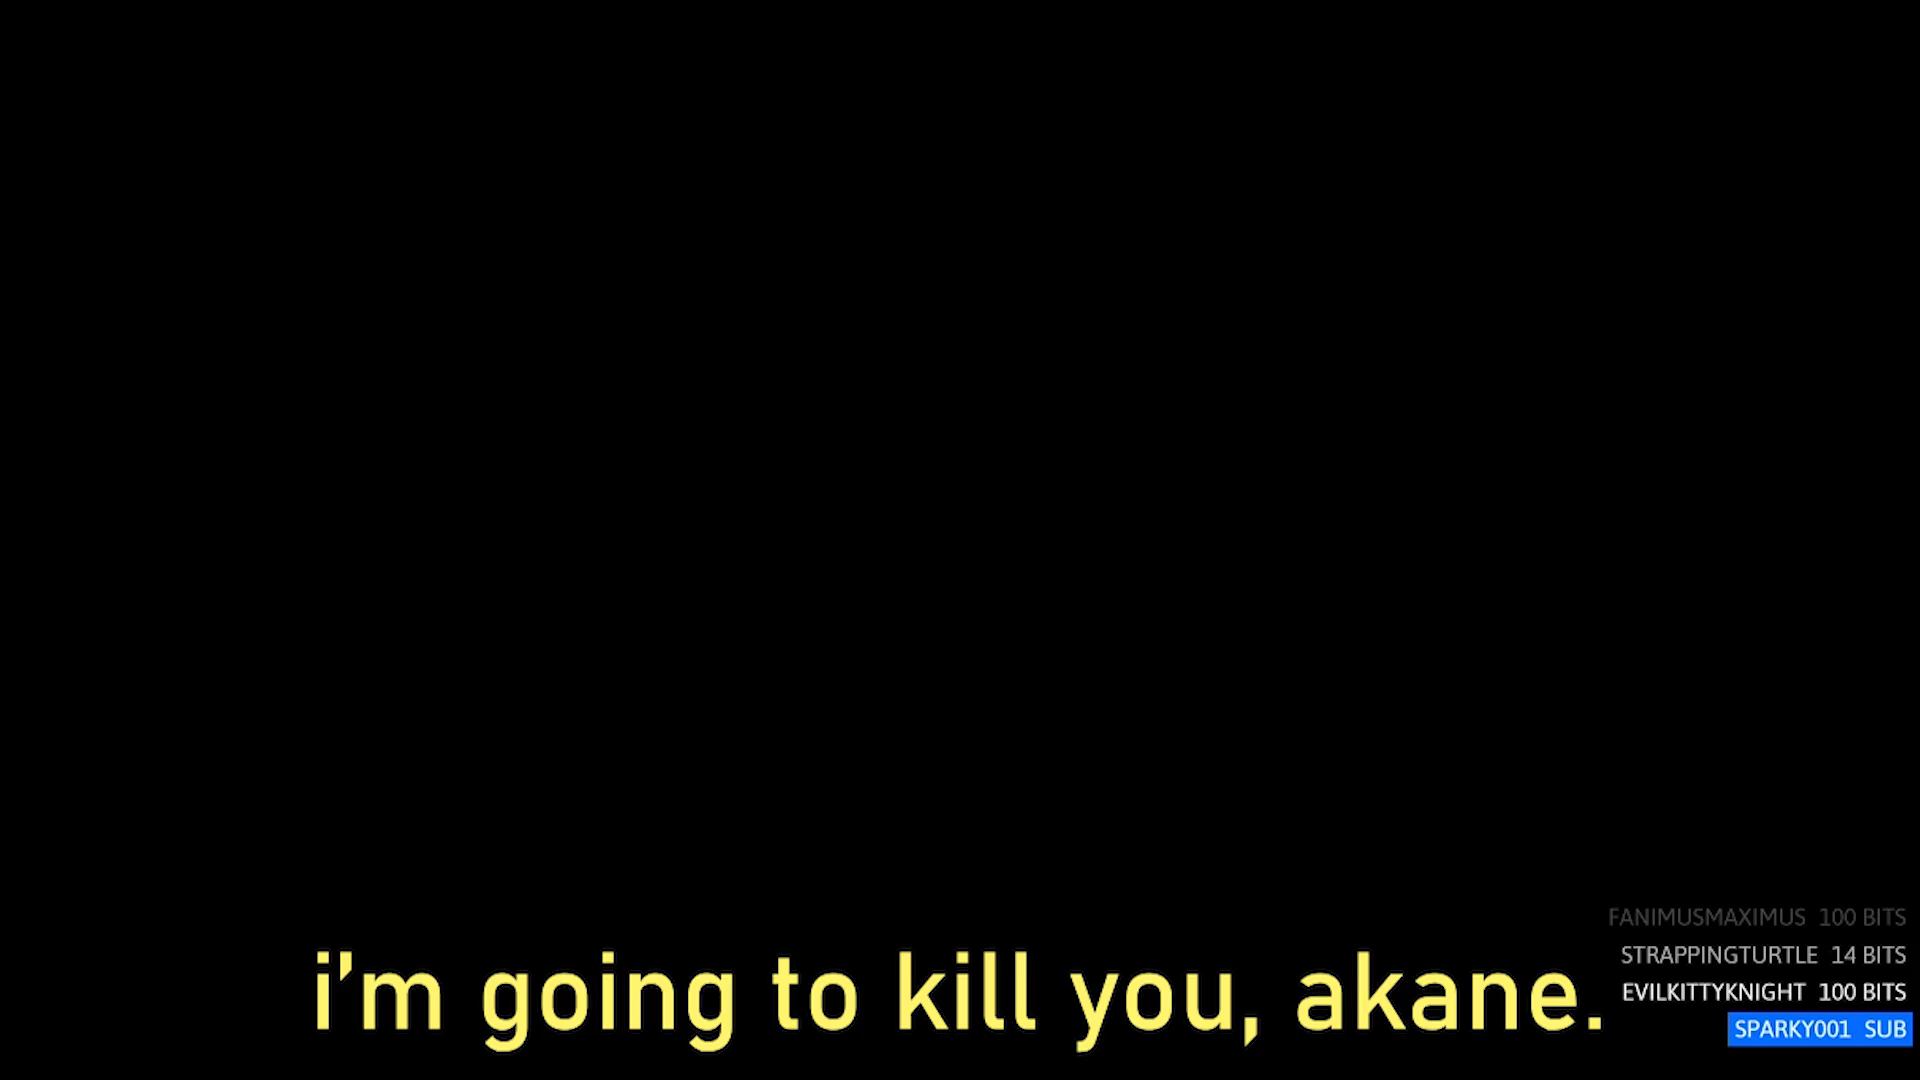 FANIMUSMAXIMUS 100 BITS
STRAPPINGTURTLE 14 BITS
EVILKITTYKNIGHT 100 BITS
i’m going to kill you, akane.
SPARKY001 SUB